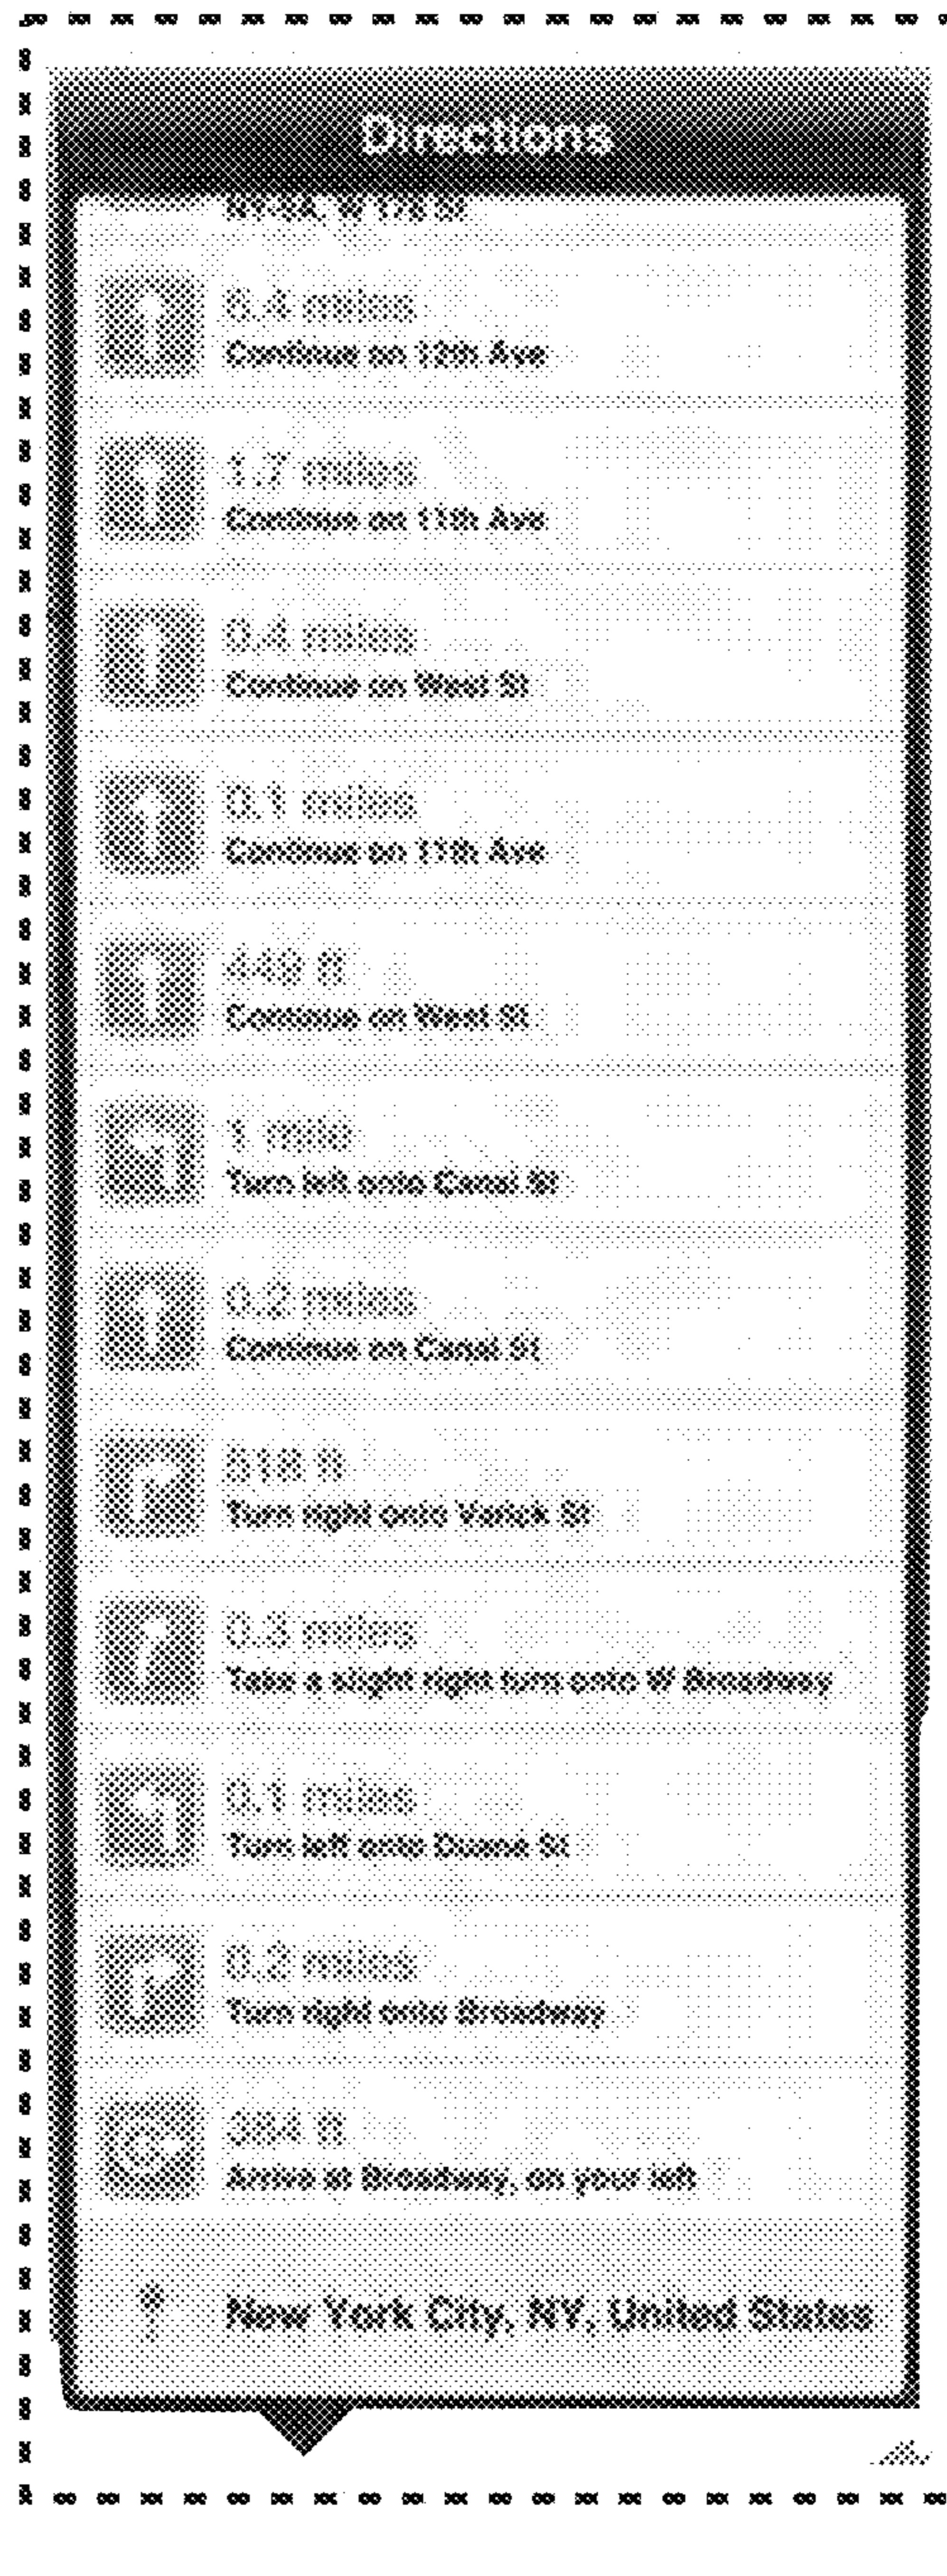 Directions
0.4 miles
Continue on 12th Ave
1.7 miles
Continue on 11th Ave
0.4 miles
Continue on West St
0.1 miles
Continue on 11th Ave
449 ft
Continue on West St
1 mile
Turn left onto Canal St
0.2 miles
Continue on Canal St
ft
Turn right onto Varick St
0.3 miles
Take a slight right turn onto W Broadway
0.1 miles
Turn left onto Duane St
0.2 miles
Turn right onto Broadway
ft
Arrive at Broadway, on your left
New York City, NY, United States